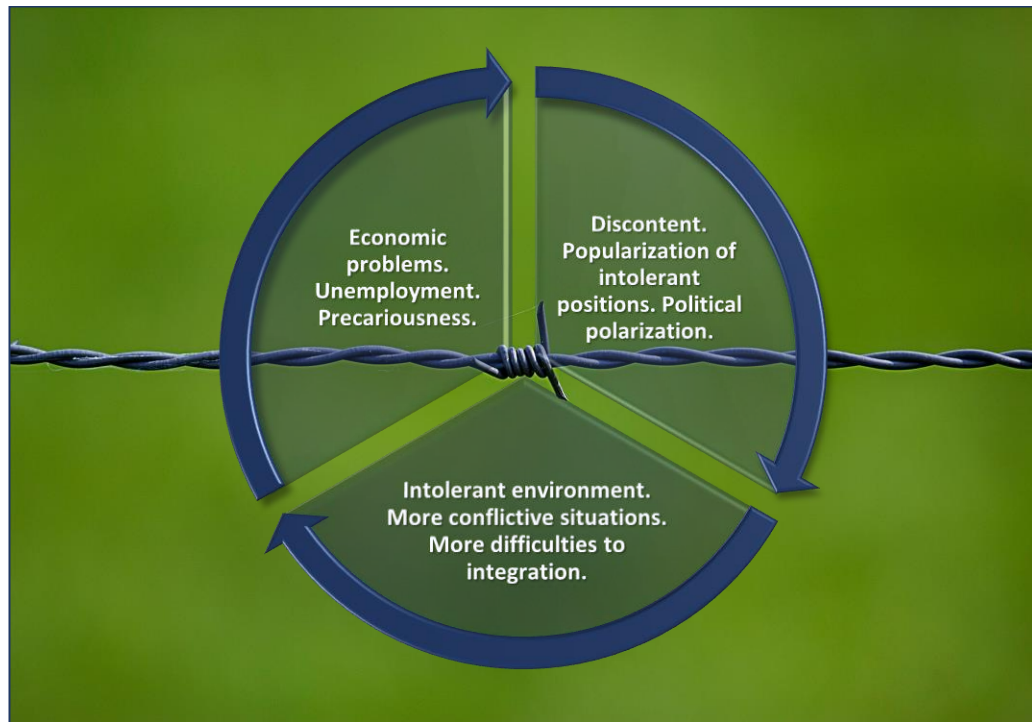 Economic
problems.
Unemployment.
Precariousness.
Discontent.
Popularization of
intolerant
positions. Political
polarization.
Intolerant environment.
More conflictive situations.
More difficulties to
integration.